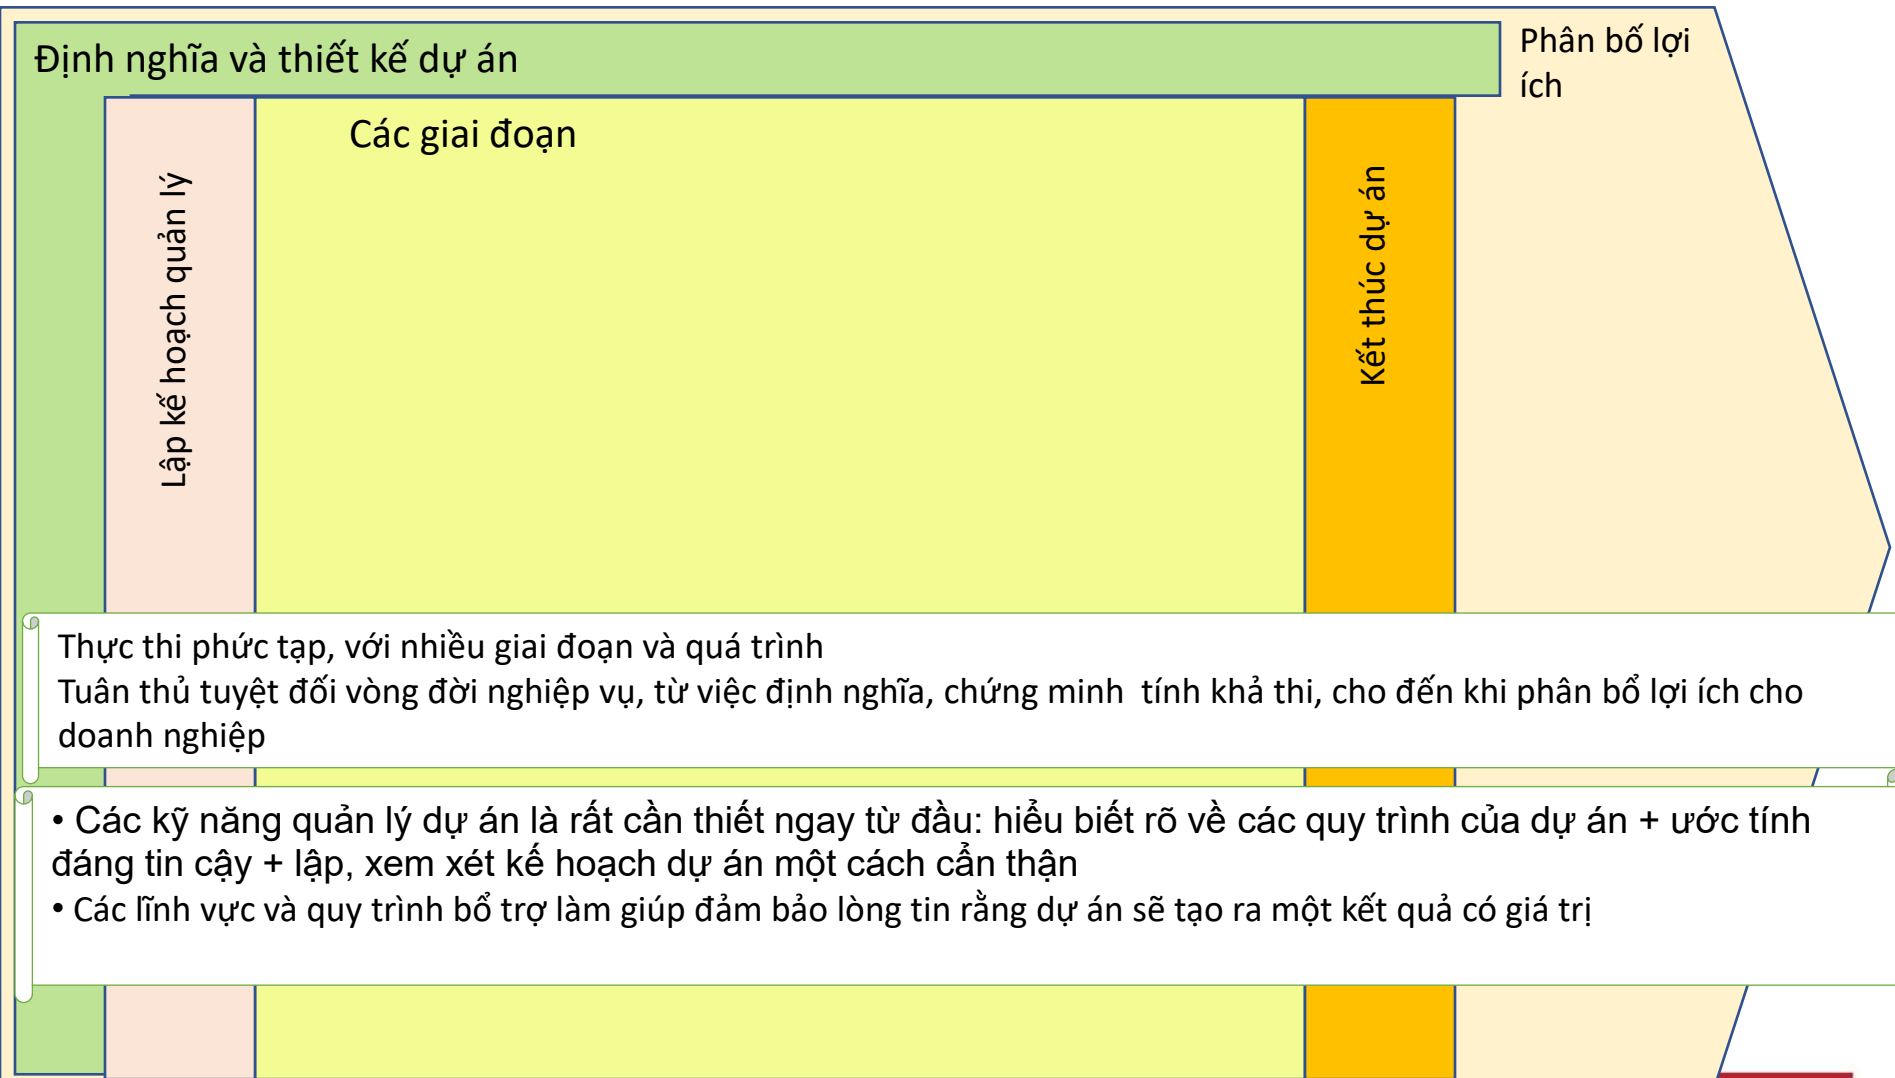 Định nghĩa và thiết kế dự án
Phân bố lợi
ích
Các giai đoạn
Lập kế hoạch quản lý
Kết thúc dự án
Thực thi phức tạp, với nhiều giai đoạn và quá trình
Tuân thủ tuyệt đối vòng đời nghiệp vụ, từ việc định nghĩa, chứng minh tính khả thi, cho đến khi phân bổ lợi ích cho
doanh nghiệp
• Các kỹ năng quản lý dự án là rất cần thiết ngay từ đầu: hiểu biết rõ về các quy trình của dự án + ước tính
đáng tin cậy + lập, xem xét kế hoạch dự án một cách cẩn thận
• Các lĩnh vực và quy trình bổ trợ làm giúp đảm bảo lòng tin rằng dự án sẽ tạo ra một kết quả có giá trị